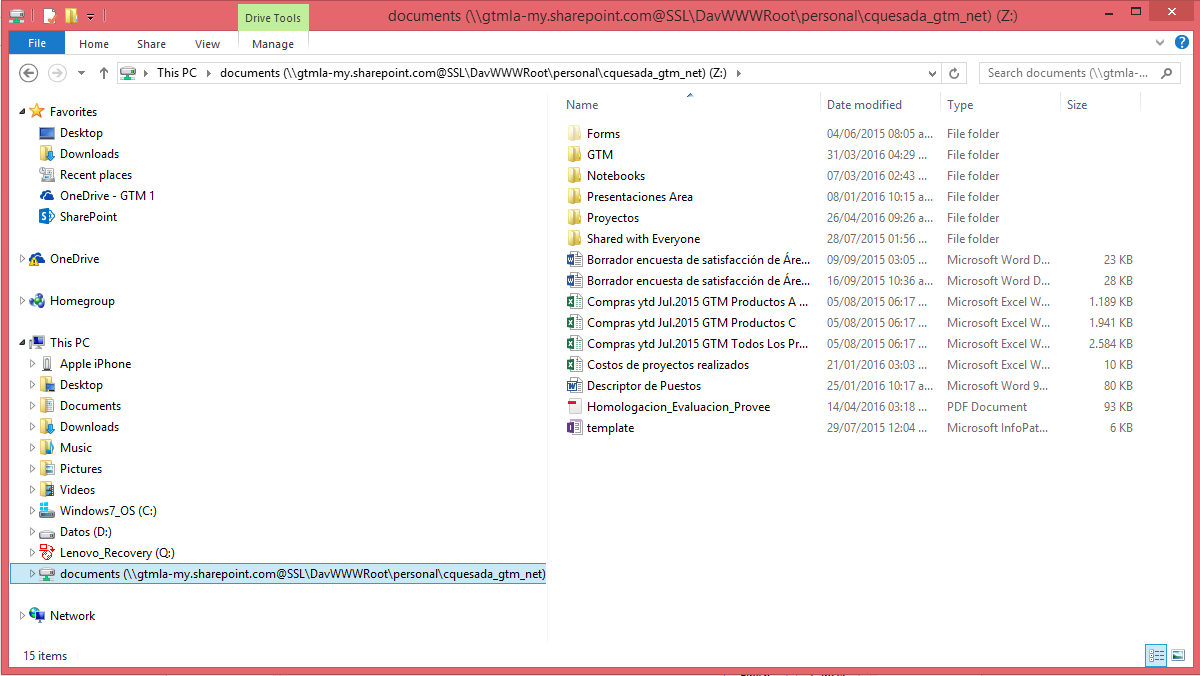 Drive Tools
documents (\\gtmla-my.sharepoint.com@SSL\DavWWWRoot\personal\cquesada_gtm_net) (Z:)
File Home Share View Manage
This PC documents (\\gtmla-my.sharepoint.com@SSL\DavWWWRoot\personal\cquesada_gtm_net) (Z:)
Search documents (\\gtmla-...
Favorites
Desktop
Downloads
Recent places
OneDrive - GTM 1
SharePoint
OneDrive
Homegroup
This PC
Apple iPhone
Desktop
Documents
Downloads
Music
Pictures
Videos
Windows7_OS (C:)
Datos (D:)
Lenovo_Recovery (Q:)
documents (\\gtmla-my.sharepoint.com@SSL\DavWWWRoot\personal\cquesada_gtm_net)
Network
Name Date modified Type Size
Forms 04/06/2015 08:05 a... File folder
GTM 31/03/2016 04:29 ... File folder
Notebooks 07/03/2016 02:43 ... File folder
Presentaciones Area 08/01/2016 10:15 a... File folder
Proyectos 26/04/2016 09:26 a... File folder
Shared with Everyone 28/07/2015 01:56 ... File folder
Borrador encuesta de satisfacción de Áre... 09/09/2015 03:05 ... Microsoft Word D... 23 KB
Borrador encuesta de satisfacción de Áre... 16/09/2015 10:36 a... Microsoft Word D... 28 KB
Compras ytd Jul.2015 GTM Productos A ... 05/08/2015 06:17 ... Microsoft Excel W... 1.189 KB
Compras ytd Jul.2015 GTM Productos C 05/08/2015 06:17 ... Microsoft Excel W... 1.941 KB
Compras ytd Jul.2015 GTM Todos Los Pr... 05/08/2015 06:17 ... Microsoft Excel W... 2.584 KB
Costos de proyectos realizados 21/01/2016 03:03 ... Microsoft Excel W... 10 KB
Descriptor de Puestos 25/01/2016 10:17 a... Microsoft Word 9... 80 KB
Homologacion_Evaluacion_Provee 14/04/2016 03:18 ... PDF Document 93 KB
template 29/07/2015 12:04 ... Microsoft InfoPat... 6 KB
15 items